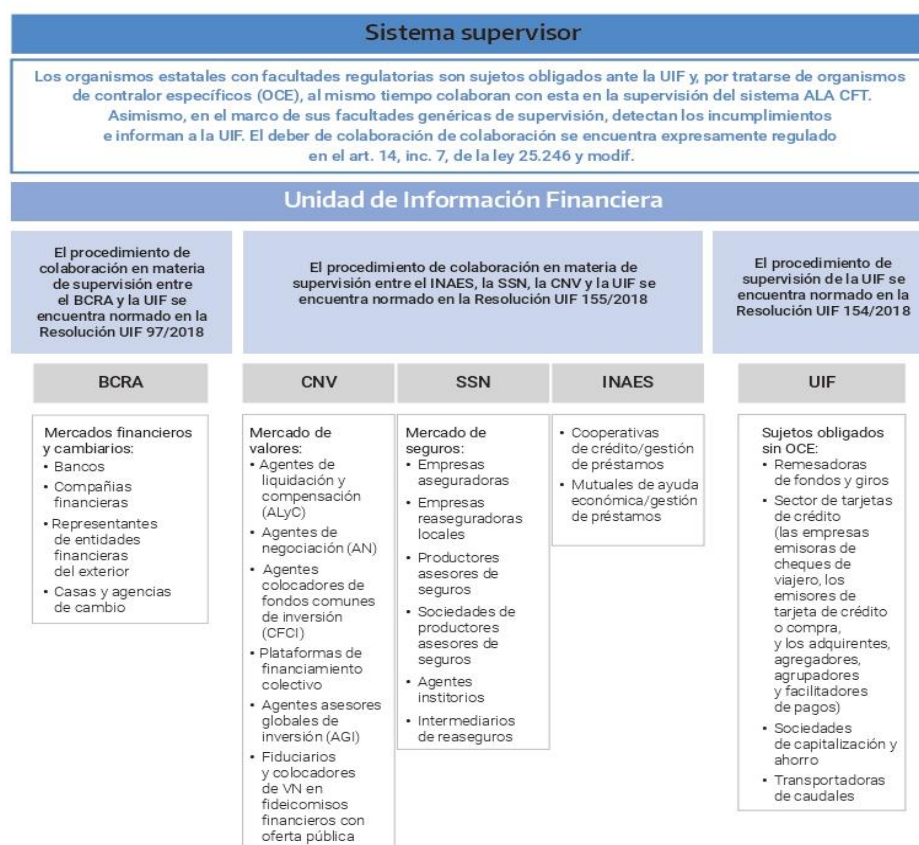 Sistema supervisor
Los organismos estatales con facultades regulatorias son sujetos obligados ante la UIF y, por tratarse de organismos
de contralor específicos (OCE), al mismo tiempo colaboran con esta en la supervisión del sistema ALA CFT.
Asimismo, en el marco de sus facultades genéricas de supervisión, detectan los incumplimientos
e informan a la UIF. El deber de colaboración de colaboración se encuentra expresamente regulado
en el art. 14, inc. 7, de la ley 25.246 y modif.
Unidad de Información Financiera
El procedimiento de
colaboración en materia
de supervisión entre
el BCRA y la UIF se
encuentra normado en la
Resolución UIF 97/2018
El procedimiento de colaboración en materia de
supervisión entre el INAES, la SSN, la CNV y la UIF se
encuentra normado en la Resolución UIF 155/2018
El procedimiento de
supervisión de la UIF se
encuentra normado en la
Resolución UIF 154/2018
BCRA
Mercados financieros
y cambiarios:
• Bancos
• Compañias
financieras
• Representantes
de entidades
financieras
del exterior
• Casas y agencias
de cambio
CNV
Mercado de
valores:
• Agentes de
liquidación y
compensación
(ALyC)
• Agentes de
negociación (AN)
• Agentes
colocadores de
fondos comunes
de inversión
(CFCI)
• Plataformas de
financiamiento
colectivo
• Agentes asesores
globales de
inversión (AGI)
• Fiduciarios
y colocadores
de VN en
fideicomisos
financieros con
oferta pública
SSN
Mercado de
seguros:
• Empresas
aseguradoras
• Empresas
reaseguradoras
locales
• Productores
asesores de
seguros
• Sociedades de
productores
asesores de
seguros
• Agentes
institorios
• Intermediarios
de reaseguros
INAES
• Cooperativas
de crédito/gestión
de préstamos
• Mutuales de ayuda
económica/gestión
de préstamos
UIF
Sujetos obligados
sin OCE:
• Remesadoras
de fondos y giros
• Sector de tarjetas
de crédito
(las empresas
emisoras de
cheques de
viajero, los
emisores de
tarjeta de crédito
o compra,
y los adquirentes,
agregadores,
agrupadores
y facilitadores
de pagos)
• Sociedades
de capitalización y
ahorro
• Transportadoras
de caudales